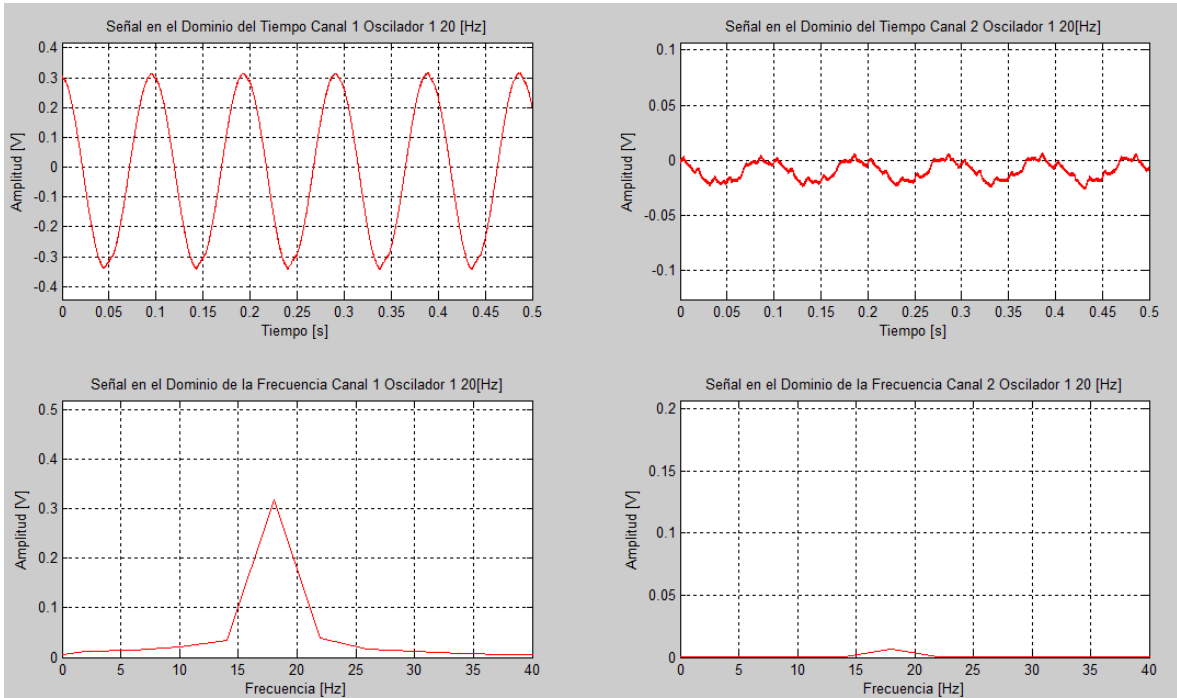 Señal en el Dominio del Tiempo Canal 1 Oscilador 1 20 [Hz]
0.4
0.3
0.2
0.1
0
-0.1
-0.2
-0.3
-0.4
Amplitud [V]
0 0.05 0.1 0.15 0.2 0.25 0.3 0.35 0.4 0.45 0.5
Tiempo [s]
Señal en el Dominio del Tiempo Canal 2 Oscilador 1 20[Hz]
0.1
0.05
0
-0.05
-0.1
Amplitud [V]
0 0.05 0.1 0.15 0.2 0.25 0.3 0.35 0.4 0.45 0.5
Tiempo [s]
Señal en el Dominio de la Frecuencia Canal 1 Oscilador 1 20[Hz]
0.5
0.4
0.3
0.2
0.1
0
Amplitud [V]
0 5 10 15 20 25 30 35 40
Frecuencia [Hz]
Señal en el Dominio de la Frecuencia Canal 2 Oscilador 1 20 [Hz]
0.2
0.15
0.1
0.05
0
Amplitud [V]
0 5 10 15 20 25 30 35 40
Frecuencia [Hz]